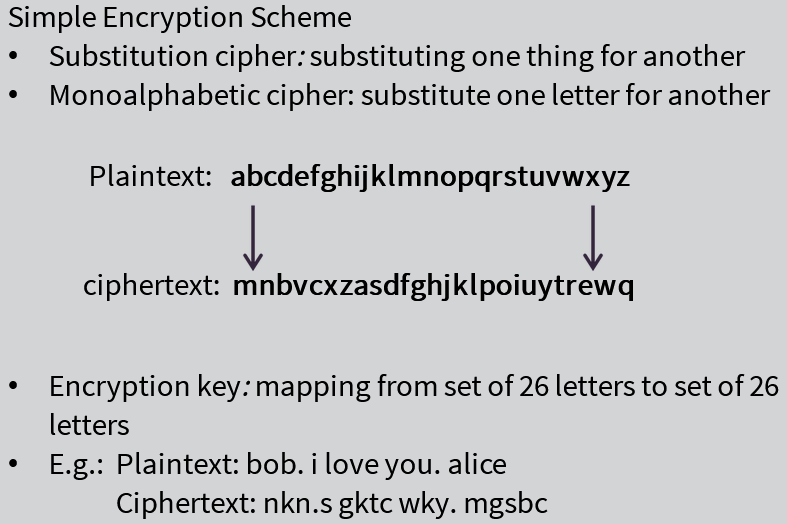 Simple Encryption Scheme
• Substitution cipher: substituting one thing for another
• Monoalphabetic cipher: substitute one letter for another
Plaintext: abcdefghijklmnopqrstuvwxyz
ciphertext: mnbvcxzasdfghjklpoiuytrewq
• Encryption key: mapping from set of 26 letters to set of 26
letters
• E.g.: Plaintext: bob. i love you. alice
Ciphertext: nkn.s gktc wky. mgsbc